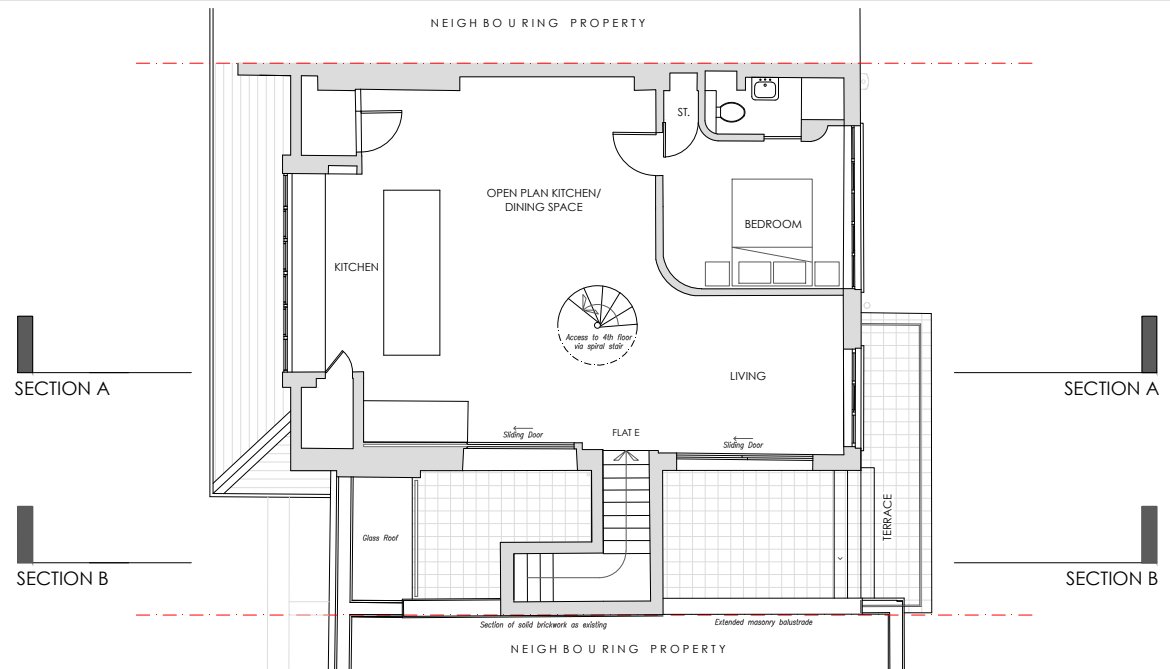 NEIGHBOURING PROPERTY
ST.
OPEN PLAN KITCHEN/
DINING SPACE
BEDROOM
KITCHEN
Access to 4th floor
via spiral stair
SECTION A
SECTION A
LIVING
FLAT E
Sliding Door
Sliding Door
TERRACE
Glass Roof
SECTION B
SECTION B
Section of solid brickwork as existing
Extended masonry balustrade
NEIGHBOURING PROPERTY